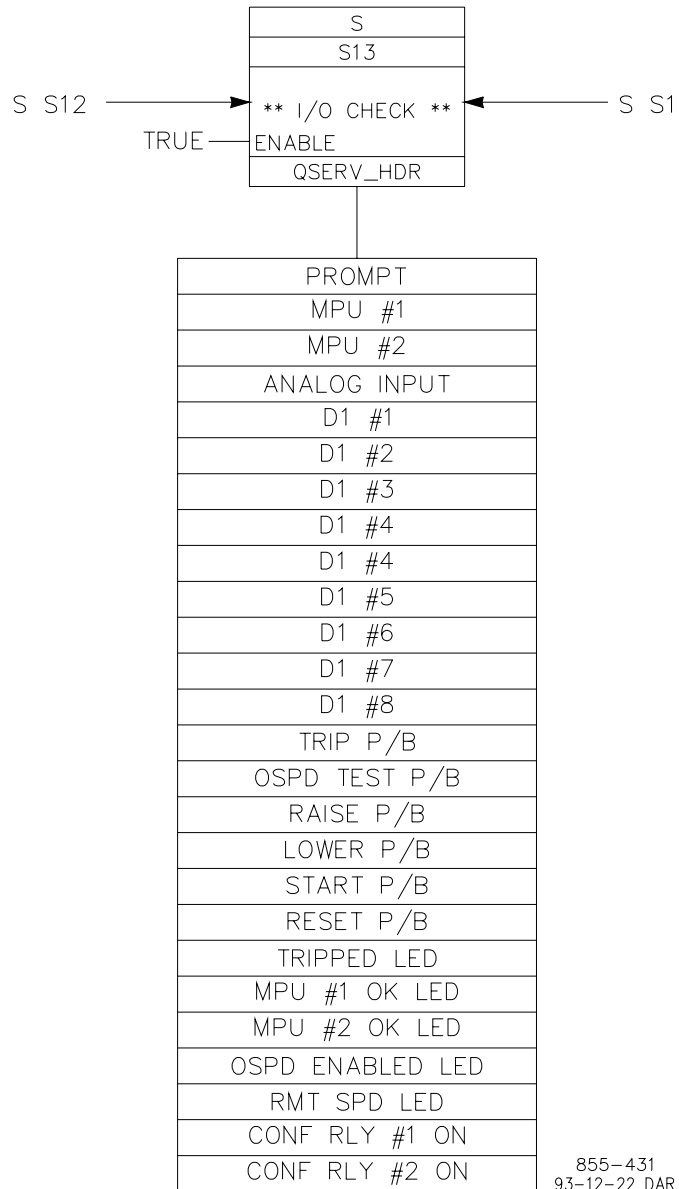 S
S13
S S12
** I/O CHECK **
S S1
TRUE
ENABLE
QSERV_HDR
PROMPT
MPU #1
MPU #2
ANALOG INPUT
D1 #1
D1 #2
D1 #3
D1 #4
D1 #4
D1 #5
D1 #6
D1 #7
D1 #8
TRIP P/B
OSPD TEST P/B
RAISE P/B
LOWER P/B
START P/B
RESET P/B
TRIPPED LED
MPU #1 OK LED
MPU #2 OK LED
OSPD ENABLED LED
RMT SPD LED
CONF RLY #1 ON
CONF RLY #2 ON
855-431
93-12-22 DAR